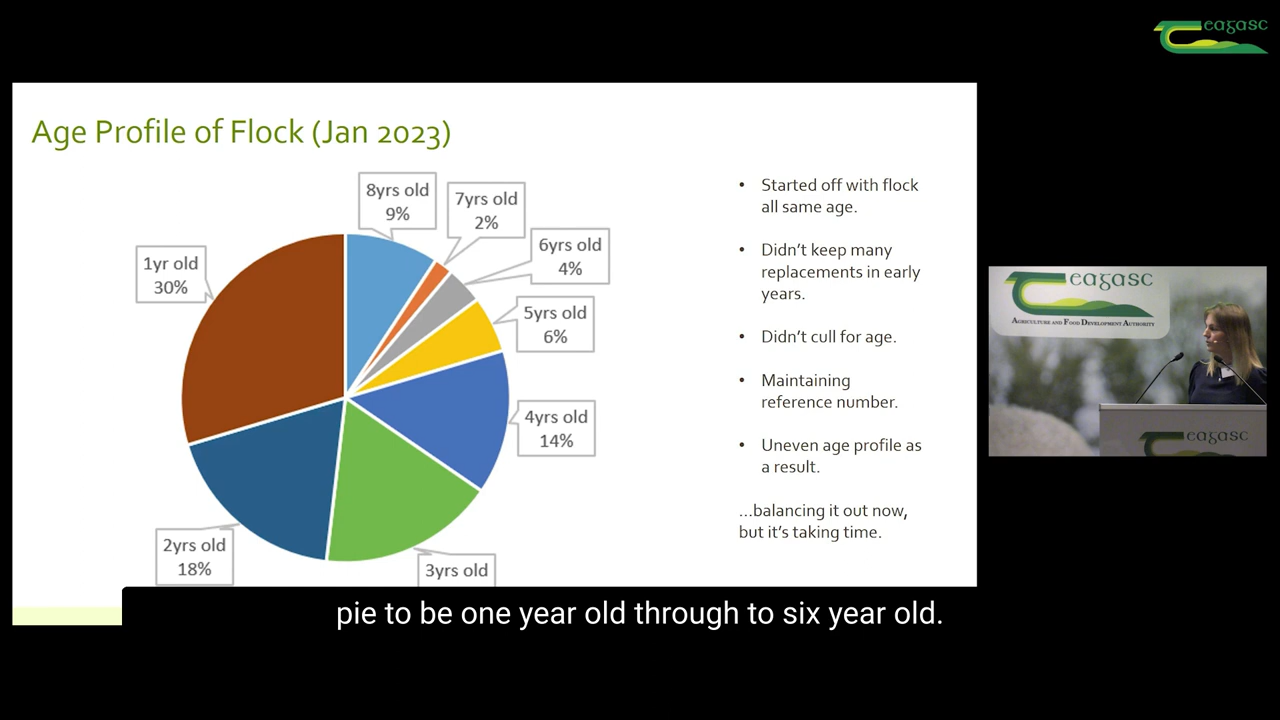 eagasc
Age Profile of Flock (Jan 2023)
8yrs old
9%
7yrs old
2%
6yrs old
4%
5yrs old
6%
4yrs old
14%
3yrs old
2yrs old
18%
1yr old
30%
• Started off with flock
all same age.
• Didn't keep many
replacements in early
years.
• Didn't cull for age.
• Maintaining
reference number.
• Uneven age profile as
a result.
...balancing it out now,
but it's taking time.
eagasc
Agriculture and Food Development Authority
eagasc
pie to be one year old through to six year old.